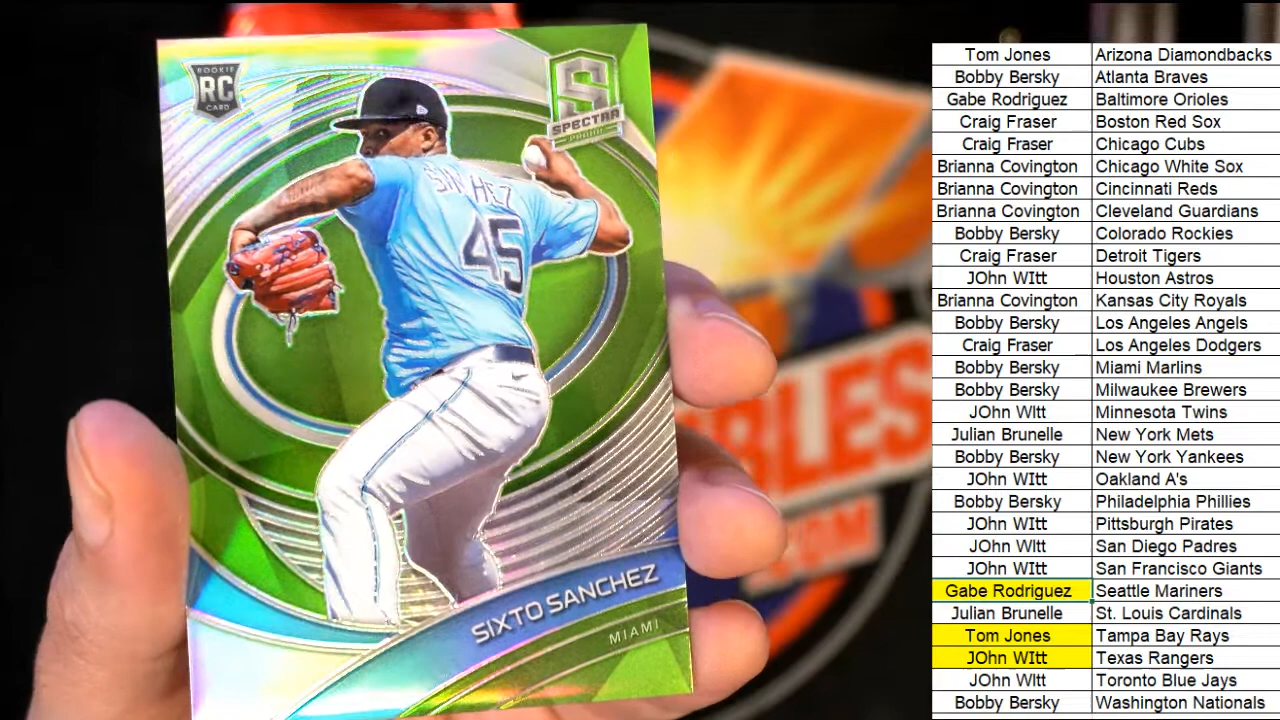 ROOKIE
RC
CARD
S
SPECTRA
PANINI
SANCHEZ
45
SIXTO SANCHEZ
MIAMI
BLES
.COM
Tom Jones Arizona Diamondbacks
Bobby Bersky Atlanta Braves
Gabe Rodriguez Baltimore Orioles
Craig Fraser Boston Red Sox
Craig Fraser Chicago Cubs
Brianna Covington Chicago White Sox
Brianna Covington Cincinnati Reds
Brianna Covington Cleveland Guardians
Bobby Bersky Colorado Rockies
Craig Fraser Detroit Tigers
JOhn WItt Houston Astros
Brianna Covington Kansas City Royals
Bobby Bersky Los Angeles Angels
Craig Fraser Los Angeles Dodgers
Bobby Bersky Miami Marlins
Bobby Bersky Milwaukee Brewers
JOhn WItt Minnesota Twins
Julian Brunelle New York Mets
Bobby Bersky New York Yankees
JOhn WItt Oakland A's
Bobby Bersky Philadelphia Phillies
JOhn WItt Pittsburgh Pirates
JOhn WItt San Diego Padres
JOhn WItt San Francisco Giants
Gabe Rodriguez Seattle Mariners
Julian Brunelle St. Louis Cardinals
Tom Jones Tampa Bay Rays
JOhn WItt Texas Rangers
JOhn WItt Toronto Blue Jays
Bobby Bersky Washington Nationals